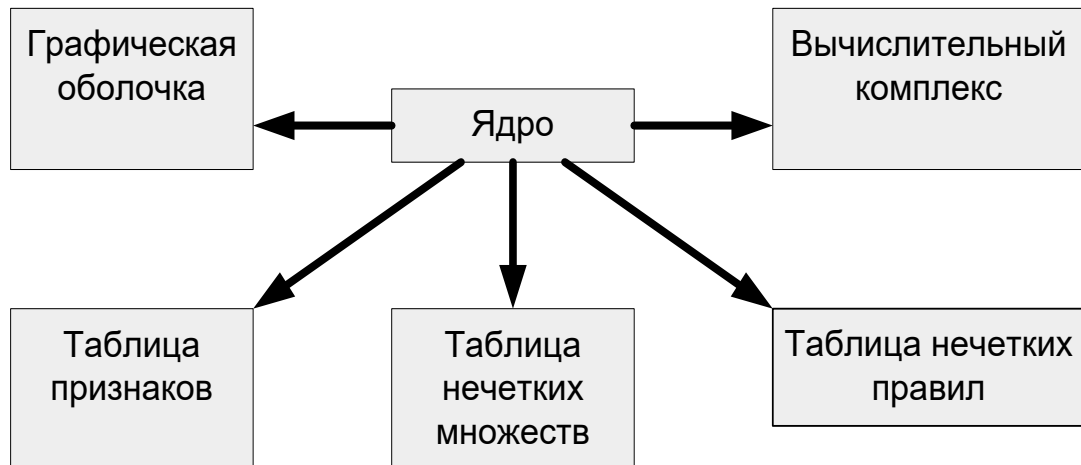 Графическая
оболочка
Ядро
Вычислительный
комплекс
Таблица
признаков
Таблица
нечетких
множеств
Таблица нечетких
правил